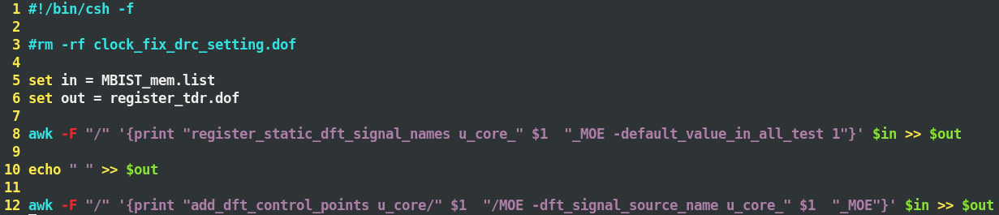 1 #!/bin/csh -f
2
3 #rm -rf clock_fix_drc_setting.dof
4
5 set in = MBIST_mem.list
6 set out = register_tdr.dof
7
8 awk -F "/" '{print "register_static_dft_signal_names u_core_" $1  "_MOE -default_value_in_all_test 1"}' $in >> $out
9
10 echo " " >> $out
11
12 awk -F "/" '{print "add_dft_control_points u_core/" $1  "/MOE -dft_signal_source_name u_core_" $1  "_MOE"}' $in >> $out